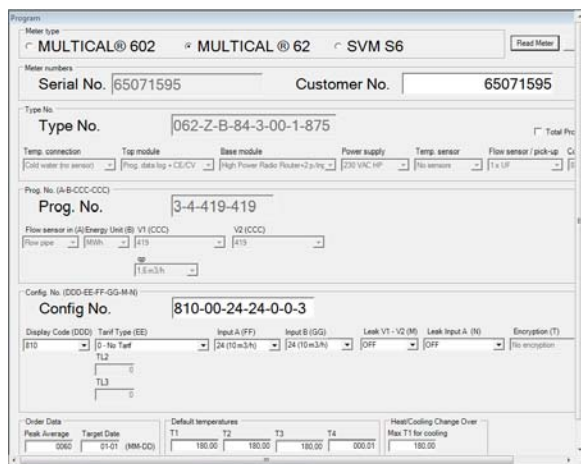 Program
Meter type
MULTICAL® 602 MULTICAL ® 62 SVM S6 Read Meter
Meter numbers
Serial No. 65071595 Customer No. 65071595
Type No.
Type No. 062-Z-B-84-3-00-1-875 Total Pro
Temp. connection Top module Base module Power supply Temp. sensor Flow sensor / pick-up
Cold water (no sensor) Prog. data log + CE/CV High Power Radio Router+2 p. 230 VAC HP No sensors 1 x UF
Prog. No. (A-B-CCC-CCC)
Prog. No. 3-4-419-419
Flow sensor in (A) Energy Unit (B) V1 (CCC) V2 (CCC)
Flow pipe MWh 419 419
qp
1,6 m3/h
Config. No. (DDD-EE-FF-GG-M-N)
Config No. 810-00-24-24-0-0-3
Display Code (DDD) Tarif Type (EE) Input A (FF) Input B (GG) Leak V1 - V2 (M) Leak Input A (N) Encryption (T)
810 0 - No Tarif 24 (10 m3/h) 24 (10 m3/h) OFF OFF No encryption
TL2
0
TL3
0
Order Data Default temperatures Heat/Cooling Change Over
Peak Average Target Date T1 T2 T3 T4 Max T1 for cooling
0060 01-01 (MM-DD) 180.00 180.00 180.00 000.01 180.00